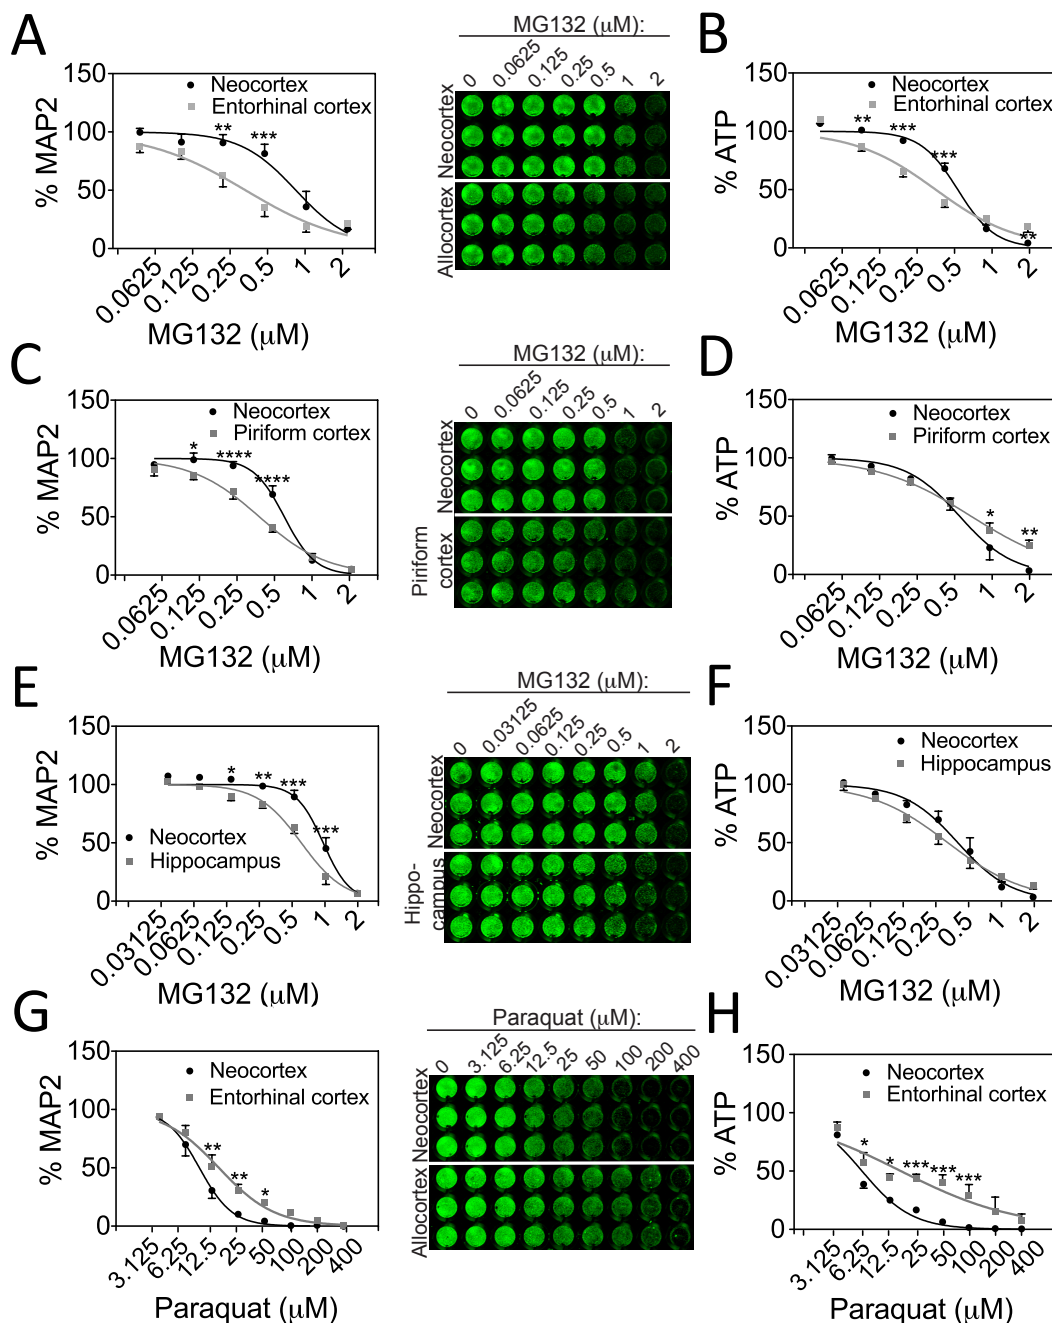 A
% MAP2
150
100
50
0
Neocortex
Entorhinal cortex
** ***
0.0625 0.125 0.25 0.5 1 2
MG132 (μM)
MG132 (μM):
0 0.0625 0.125 0.25 0.5 1 2
Neocortex
Allocortex
B
% ATP
150
100
50
0
Neocortex
Entorhinal cortex
** *** *** **
0.0625 0.125 0.25 0.5 1 2
MG132 (μM)
C
% MAP2
150
100
50
0
Neocortex
Piriform cortex
* **** ****
0.0625 0.125 0.25 0.5 1 2
MG132 (μM)
MG132 (μM):
0 0.0625 0.125 0.25 0.5 1 2
Neocortex
Piriform
cortex
D
% ATP
150
100
50
0
Neocortex
Piriform cortex
* **
0.0625 0.125 0.25 0.5 1 2
MG132 (μM)
E
% MAP2
150
100
50
0
* ** *** ***
Neocortex
Hippocampus
0.03125 0.0625 0.125 0.25 0.5 1 2
MG132 (μM)
MG132 (μM):
0 0.03125 0.0625 0.125 0.25 0.5 1 2
Neocortex
Hippo-
campus
F
% ATP
150
100
50
0
Neocortex
Hippocampus
0.03125 0.0625 0.125 0.25 0.5 1 2
MG132 (μM)
G
% MAP2
150
100
50
0
Neocortex
Entorhinal cortex
** ** *
3.125 6.25 12.5 25 50 100 200 400
Paraquat (μM)
Paraquat (μM):
0 3.125 6.25 12.5 25 50 100 200 400
Neocortex
Allocortex
H
% ATP
150
100
50
0
Neocortex
Entorhinal cortex
* * *** *** ***
3.125 6.25 12.5 25 50 100 200 400
Paraquat (μM)